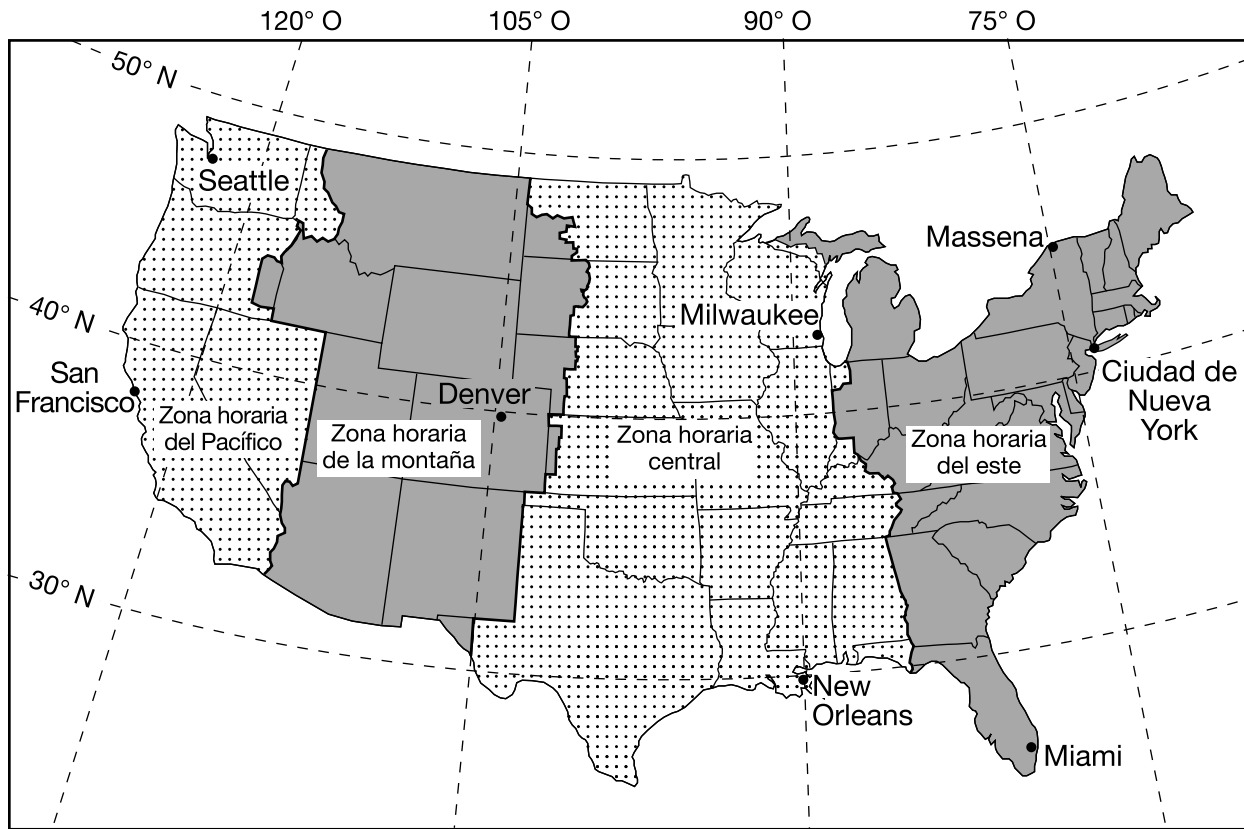 120° O
105° O
90° O
75° O
50° N
40° N
30° N
Seattle
San
Francisco
Zona horaria
del Pacífico
Zona horaria
de la montaña
Denver
Zona horaria
central
Milwaukee
Massena
Zona horaria
del este
Ciudad de
Nueva
York
New
Orleans
Miami